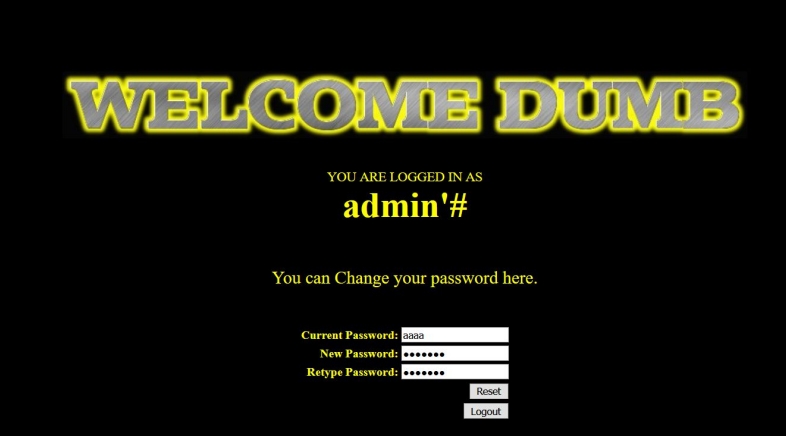 WELCOME DUMB
YOU ARE LOGGED IN AS
admin'#
You can Change your password here.
Current Password: aaaa
New Password: •••••••
Retype Password: •••••••
Reset
Logout